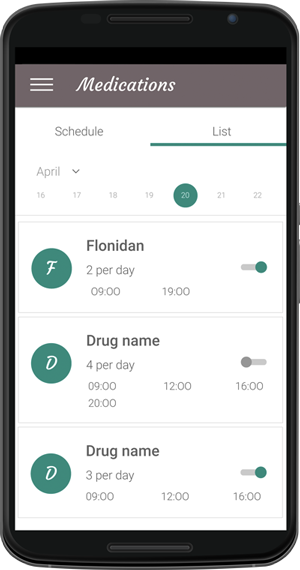 Medications
Schedule List
April
16 17 18 19 20 21 22
F Flonidan
2 per day
09:00 19:00
D Drug name
4 per day
09:00 12:00 16:00
20:00
D Drug name
3 per day
09:00 12:00 16:00